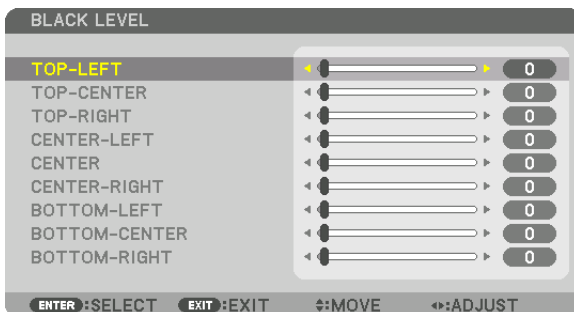 BLACK LEVEL
TOP-LEFT 0
TOP-CENTER 0
TOP-RIGHT 0
CENTER-LEFT 0
CENTER 0
CENTER-RIGHT 0
BOTTOM-LEFT 0
BOTTOM-CENTER 0
BOTTOM-RIGHT 0
ENTER:SELECT EXIT:EXIT :MOVE :ADJUST